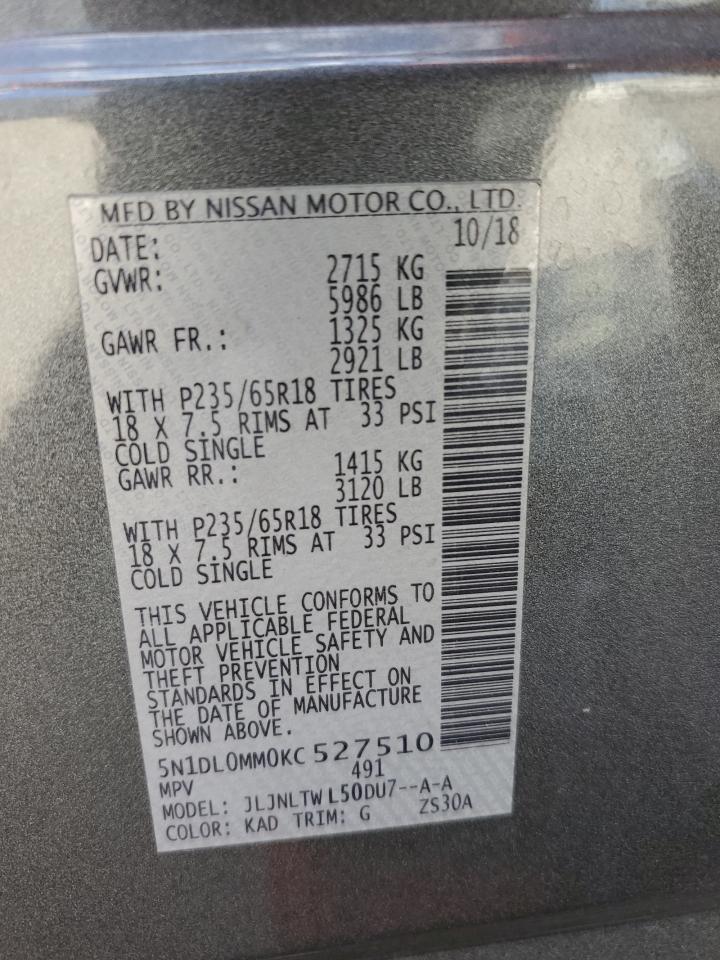 MFD BY NISSAN MOTOR CO., LTD.
DATE: 10/18
GVWR: 2715 KG
5986 LB
GAWR FR.: 1325 KG
2921 LB
WITH P235/65R18 TIRES
18 X 7.5 RIMS AT 33 PSI
COLD SINGLE
GAWR RR.: 1415 KG
3120 LB
WITH P235/65R18 TIRES
18 X 7.5 RIMS AT 33 PSI
COLD SINGLE
THIS VEHICLE CONFORMS TO
ALL APPLICABLE FEDERAL
MOTOR VEHICLE SAFETY AND
THEFT PREVENTION
STANDARDS IN EFFECT ON
THE DATE OF MANUFACTURE
SHOWN ABOVE.
5N1DL0MM0KC 527510
MPV 491
MODEL: JLJNLTW L50DU7--A-A
COLOR: KAD TRIM: G ZS30A